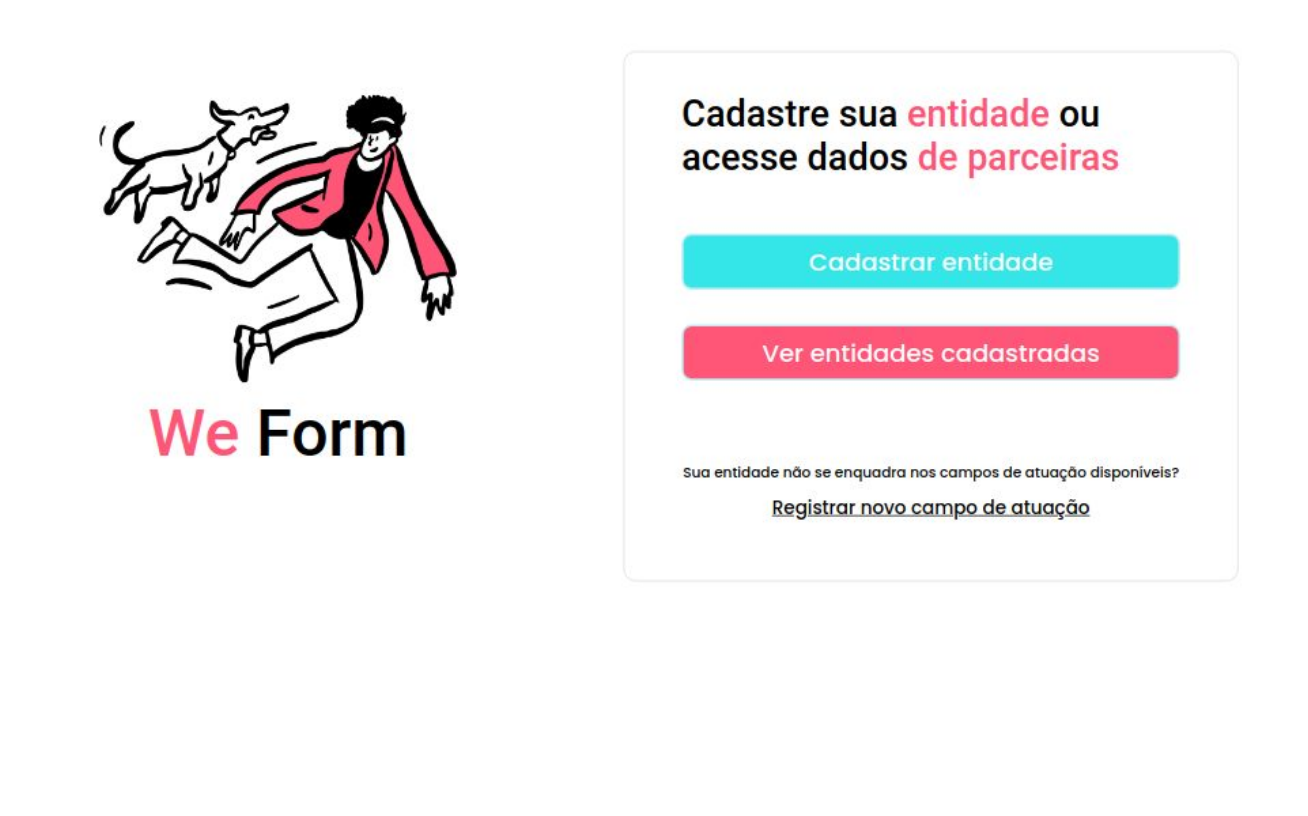 We Form
Cadastre sua entidade ou
acesse dados de parceiras
Cadastrar entidade
Ver entidades cadastradas
Sua entidade não se enquadra nos campos de atuação disponíveis?
Registrar novo campo de atuação